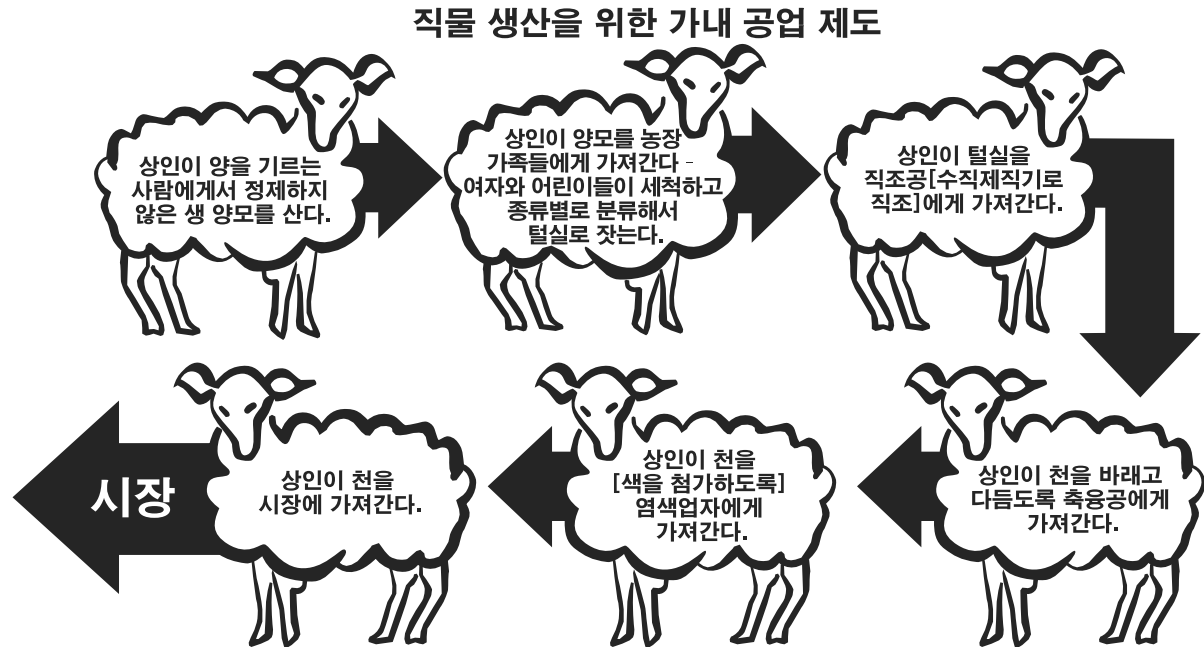 직물 생산을 위한 가내 공업 제도
상인이 양을 기르는
사람에게서 정제하지
않은 생 양모를 산다.
상인이 양모를 농장
가족들에게 가져간다 -
여자와 어린이들이 세척하고
종류별로 분류해서
털실로 잣는다.
상인이 털실을
직조공[수직제직기로
직조]에게 가져간다.
상인이 천을 바래고
다듬도록 축융공에게
가져간다.
상인이 천을
[색을 첨가하도록]
염색업자에게
가져간다.
상인이 천을
시장에 가져간다.
시장